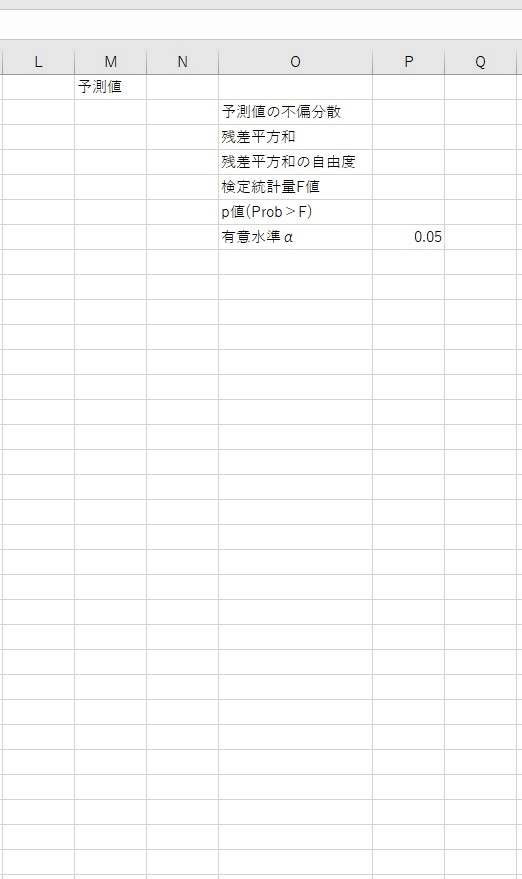 L M N O P Q
予測値
予測値の不偏分散
残差平方和
残差平方和の自由度
検定統計量F値
p値(Prob＞F)
有意水準α 0.05